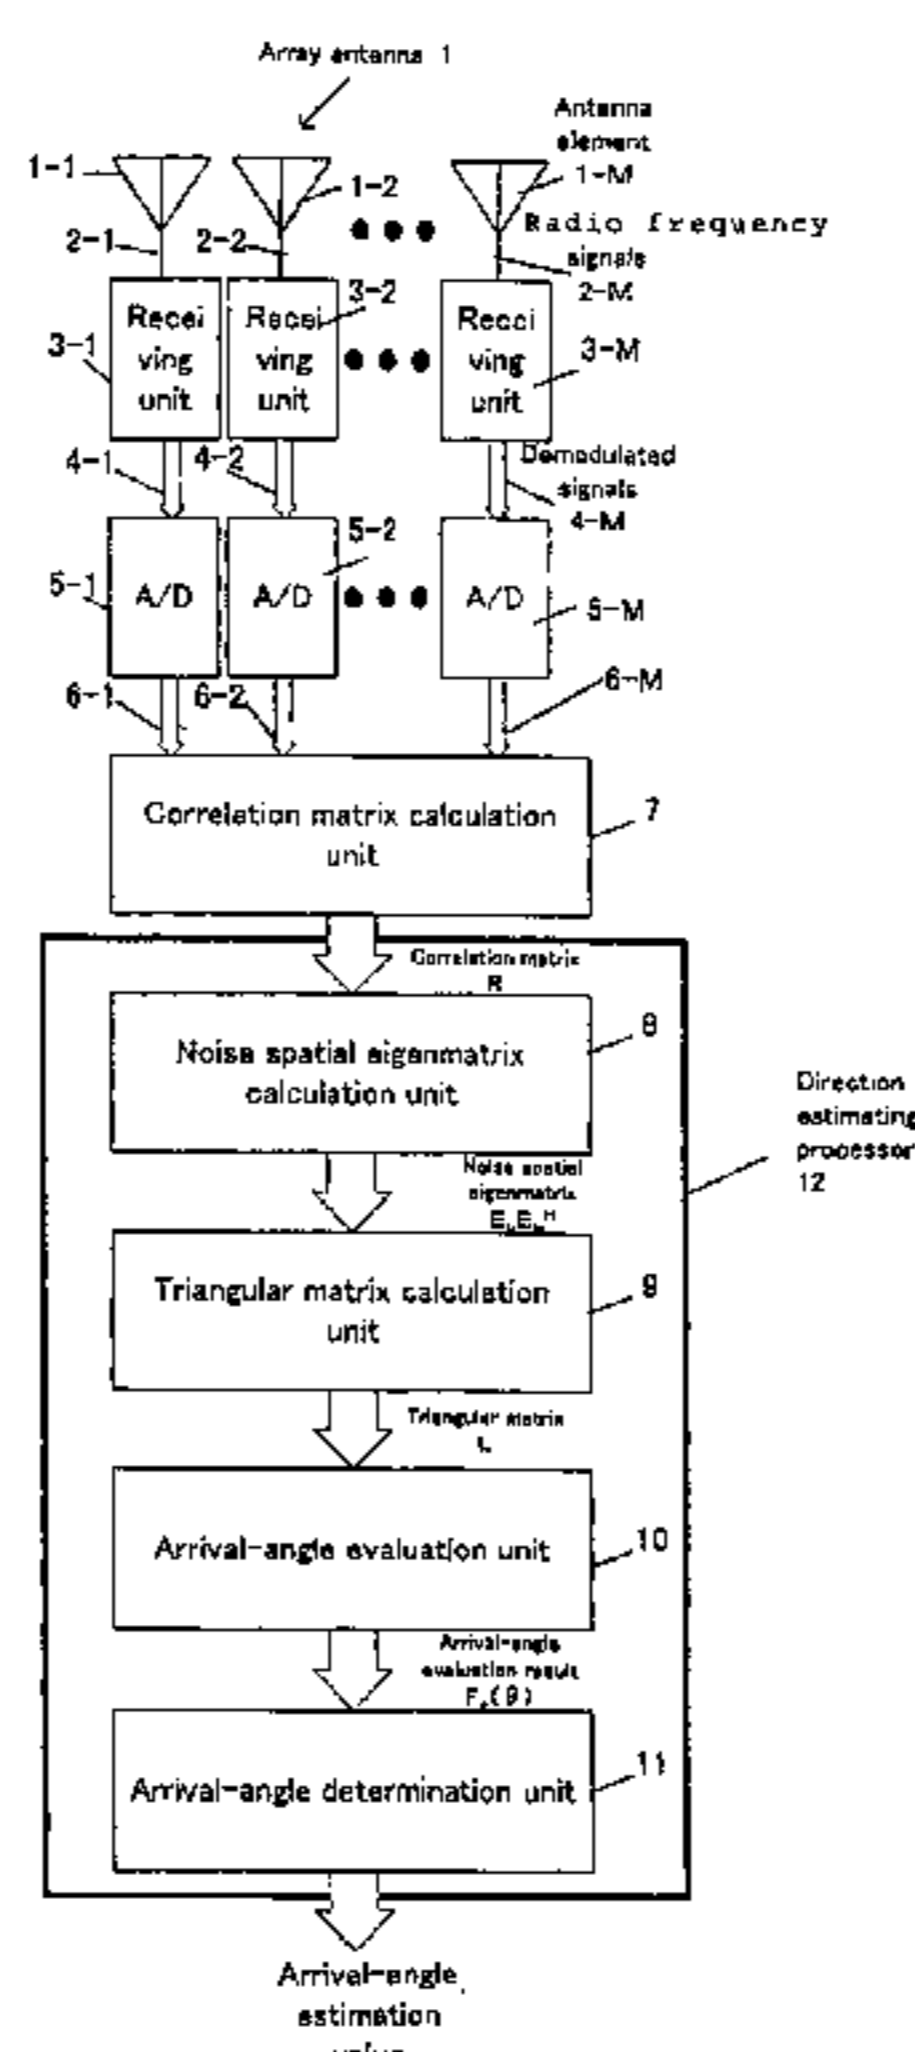 Array antenna 1
Antenna
element
1-M
1-1
1-2
Radio frequency
signals
2-M
2-1
2-2
3-2
Recei
ving
unit
Recei
ving
unit
Recei
ving
unit
3-1
3-M
4-1
4-2
Demodulated
signals
4-M
5-2
5-1
A/D
A/D
A/D
5-M
6-1
6-2
6-M
Correlation matrix calculation
unit
7
Correlation matrix
R
Noise spatial eigenmatrix
calculation unit
8
Direction
estimating
processor
12
Noise spatial
eigenmatrix
Triangular matrix calculation
unit
9
Triangular matrix
L
Arrival-angle evaluation unit
10
Arrival-angle
evaluation result
Arrival-angle determination unit
11
Arrival-angle
estimation
value